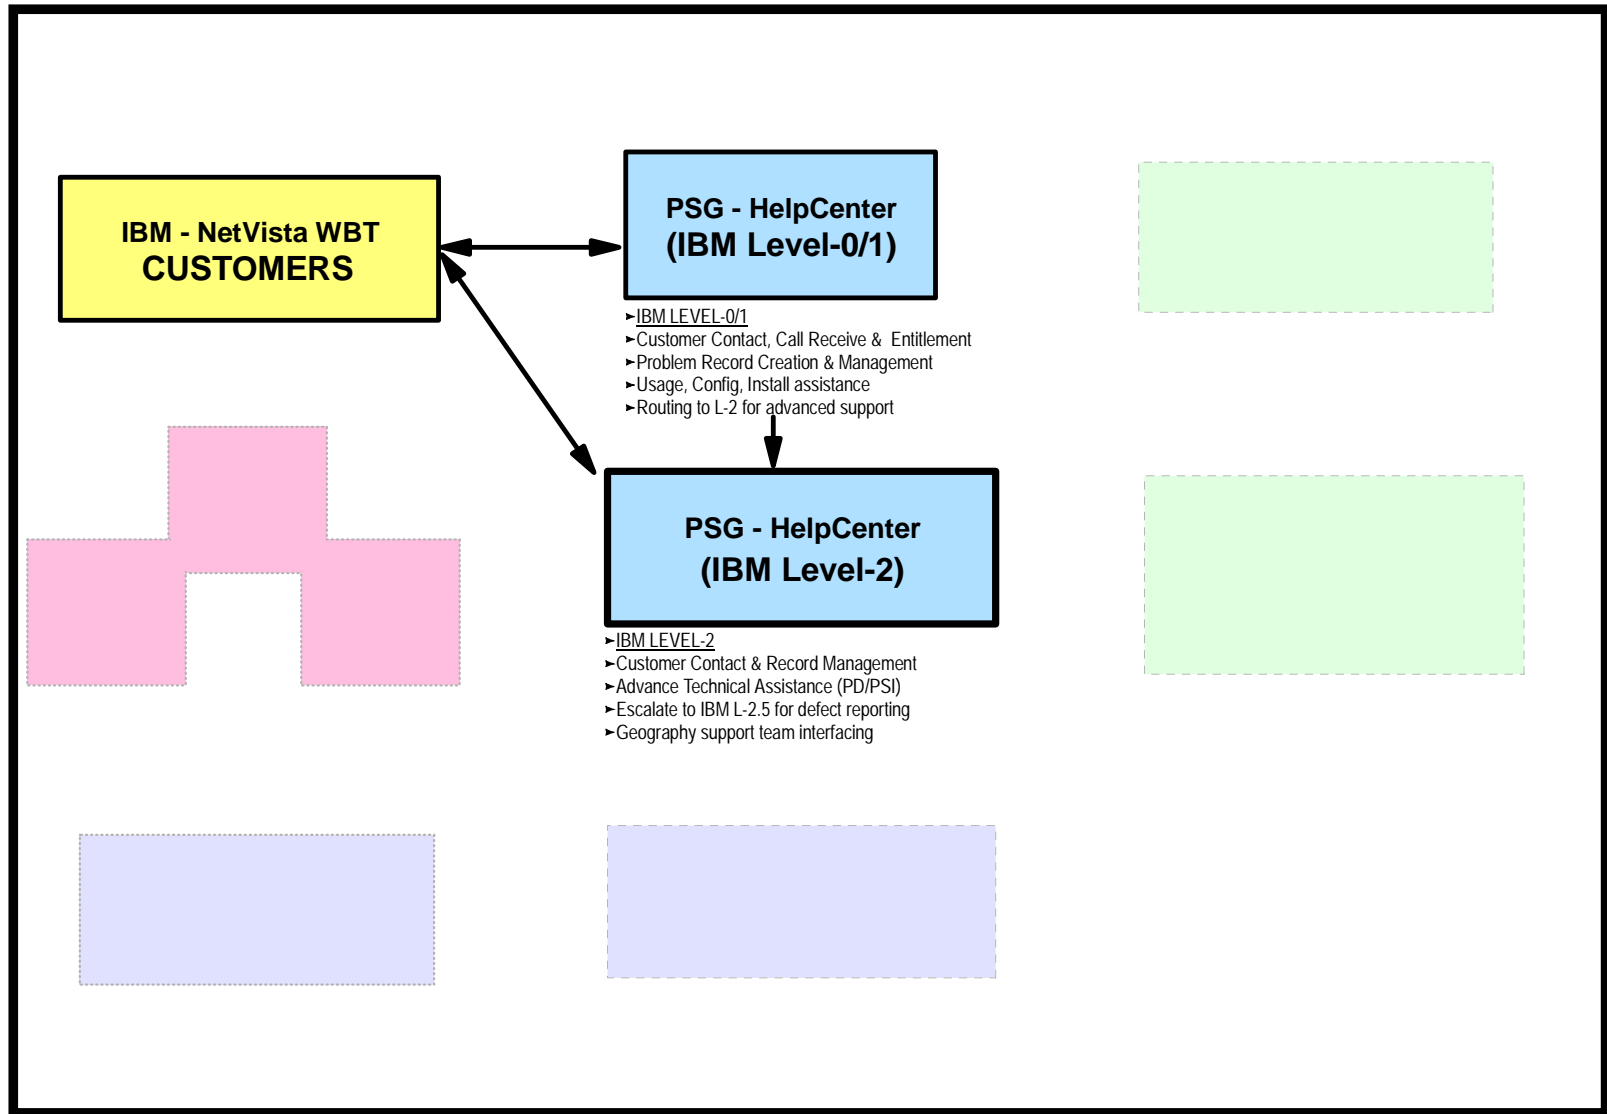 IBM - NetVista WBT
CUSTOMERS
PSG - HelpCenter
(IBM Level-0/1)
➢IBM LEVEL-0/1
➢Customer Contact, Call Receive & Entitlement
➢Problem Record Creation & Management
➢Usage, Config, Install assistance
➢Routing to L-2 for advanced support
PSG - HelpCenter
(IBM Level-2)
➢IBM LEVEL-2
➢Customer Contact & Record Management
➢Advance Technical Assistance (PD/PSI)
➢Escalate to IBM L-2.5 for defect reporting
➢Geography support team interfacing